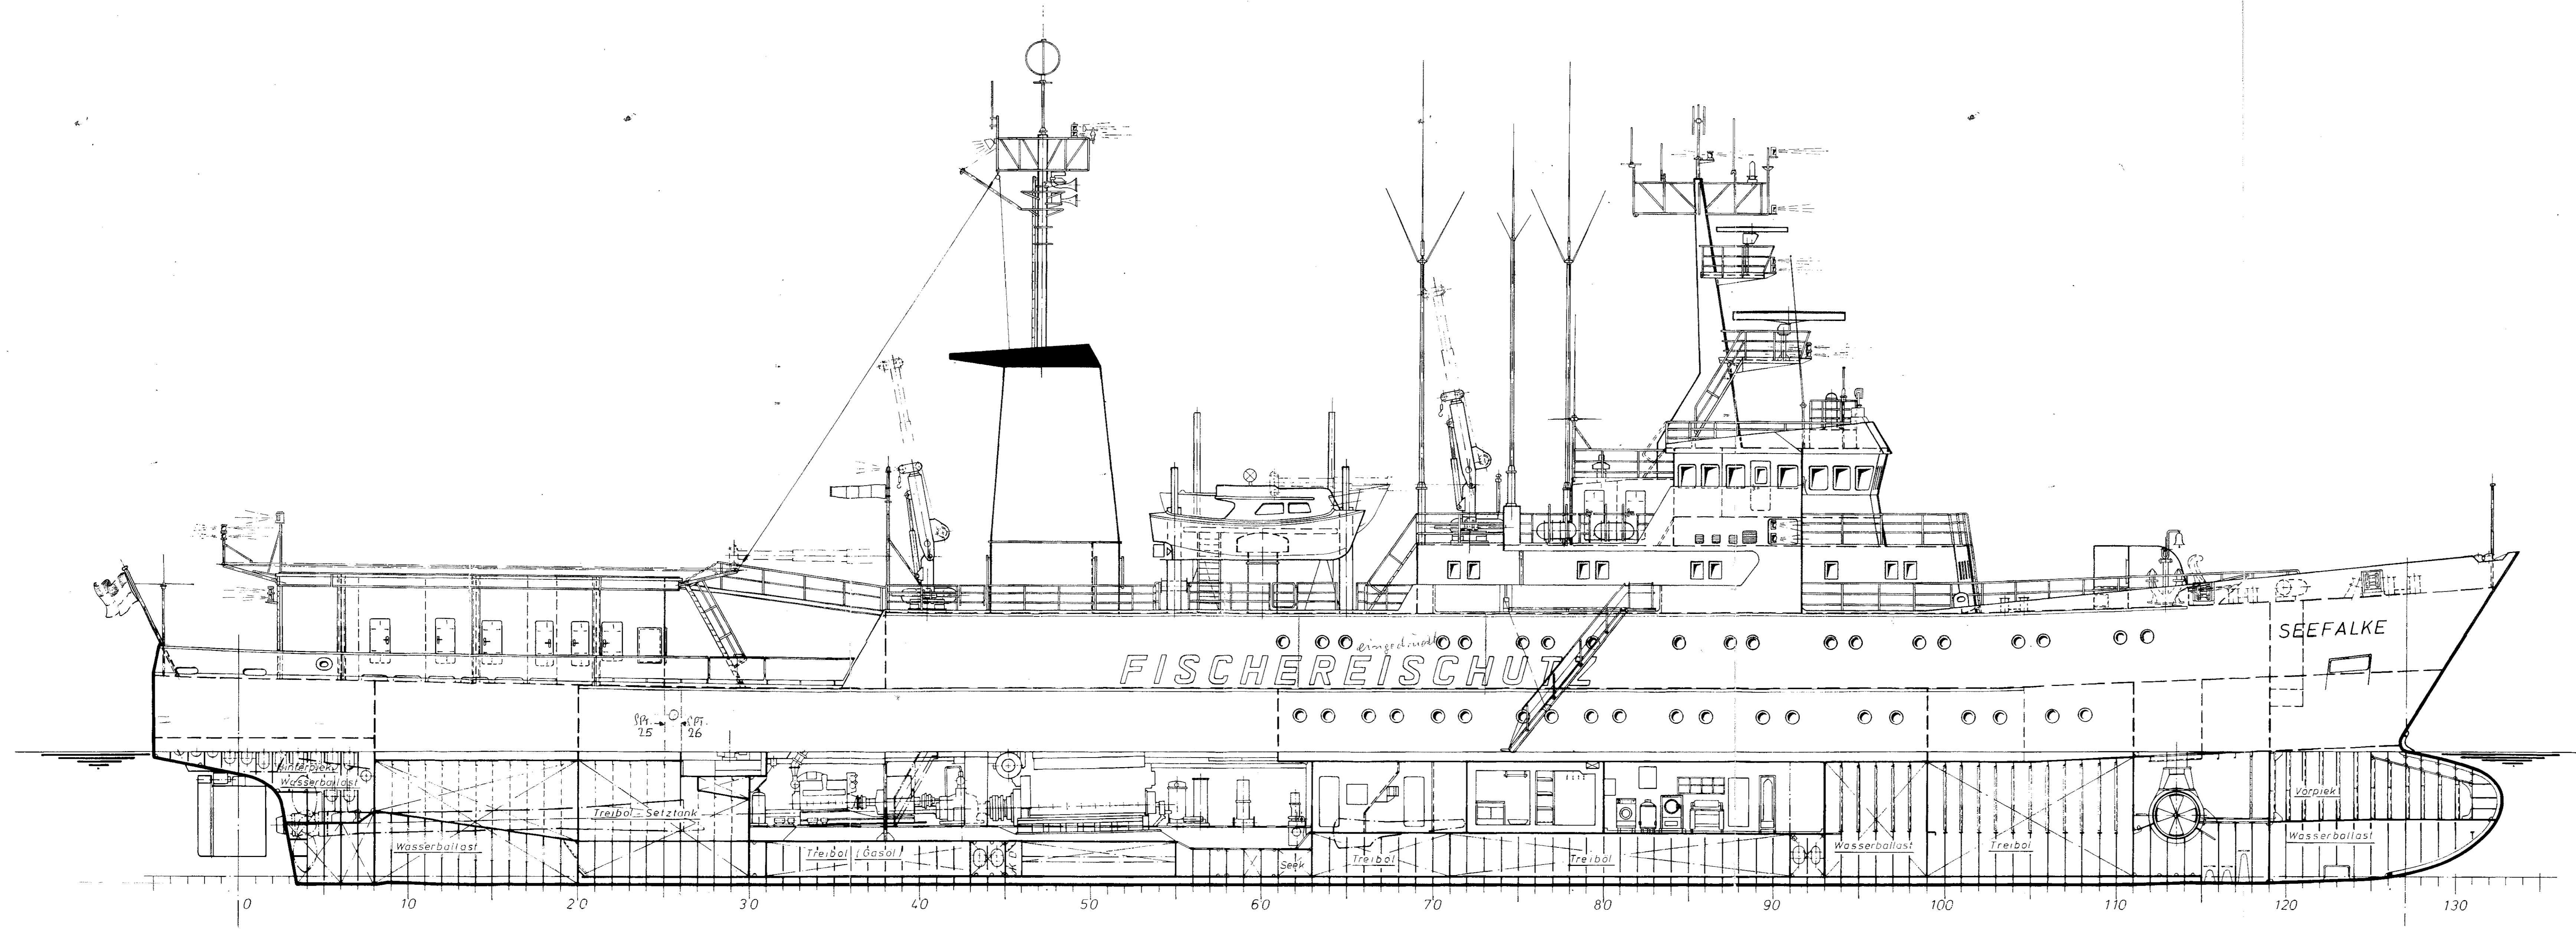 SEEFALKE
FISCHEREISCHUTZ
SPT. 25
SPT. 26
Hinterpiek
Wasserballast
Treiböl - Setztank
Wasserballast
Treiböl (Gasöl)
Seek
Treiböl
Treiböl
Wasserballast
Treiböl
Vorpiek
Wasserballast
0 10 20 30 40 50 60 70 80 90 100 110 120 130